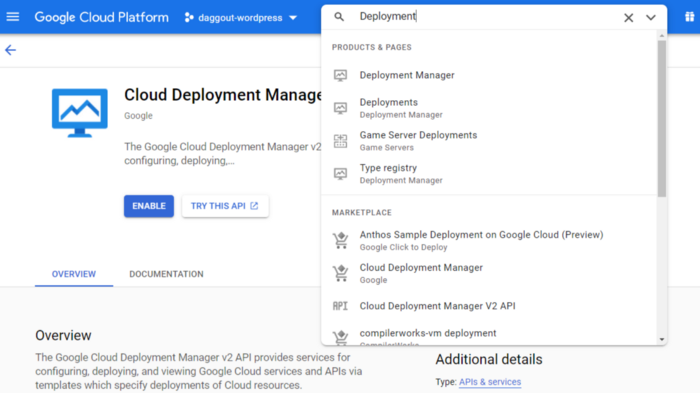 Google Cloud Platform
daggout-wordpress
Deployment
PRODUCTS & PAGES
Deployment Manager
Deployments
Deployment Manager
Game Server Deployments
Game Servers
Type registry
Deployment Manager
MARKETPLACE
Anthos Sample Deployment on Google Cloud (Preview)
Google Click to Deploy
Cloud Deployment Manager
Google
API
Cloud Deployment Manager V2 API
compilerworks-vm deployment
CompilerWorks
Cloud Deployment Manage
Google
The Google Cloud Deployment Manager v2
configuring, deploying,...
ENABLE
TRY THIS API
OVERVIEW
DOCUMENTATION
Overview
The Google Cloud Deployment Manager v2 API provides services for
configuring, deploying, and viewing Google Cloud services and APIs via
templates which specify deployments of Cloud resources.
Additional details
Type: APIs & services